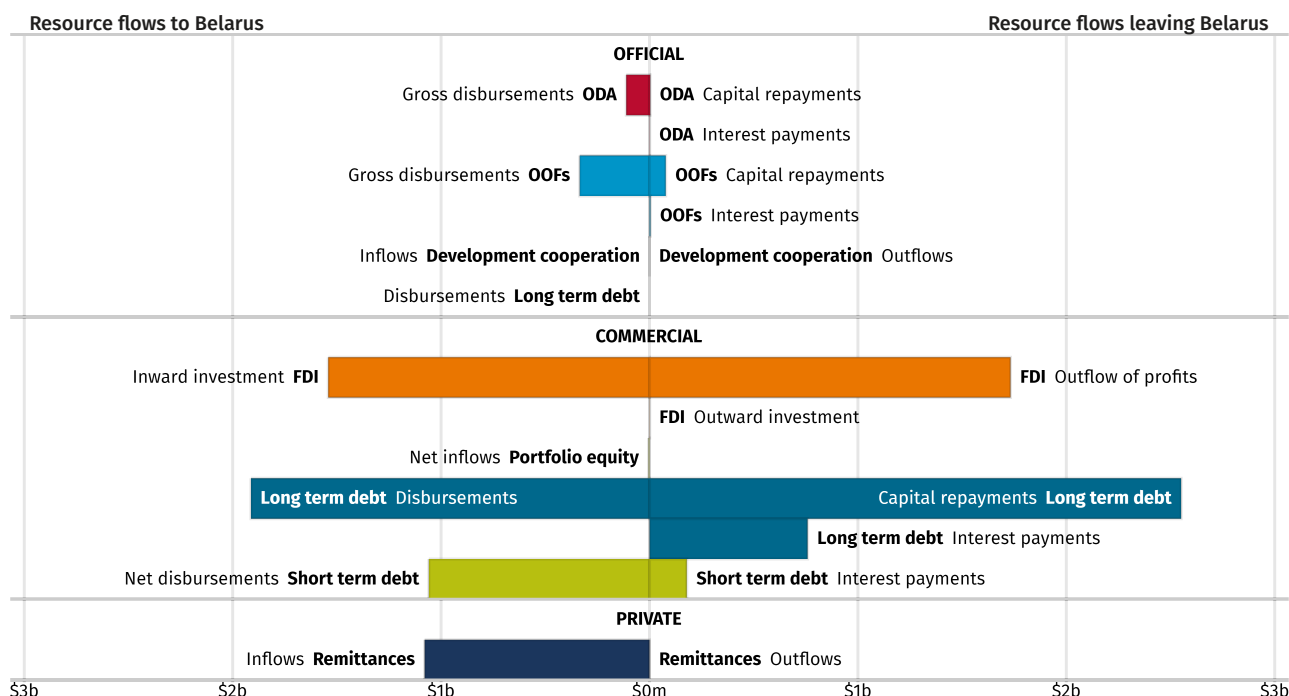 Resource flows to Belarus Resource flows leaving Belarus
OFFICIAL
Gross disbursements ODA ODA Capital repayments
ODA Interest payments
Gross disbursements OOFs OOFs Capital repayments
OOFs Interest payments
Inflows Development cooperation Development cooperation Outflows
Disbursements Long term debt
COMMERCIAL
Inward investment FDI FDI Outflow of profits
FDI Outward investment
Net inflows Portfolio equity
Long term debt Disbursements Capital repayments Long term debt
Long term debt Interest payments
Net disbursements Short term debt Short term debt Interest payments
PRIVATE
Inflows Remittances Remittances Outflows
$3b $2b $1b $0m $1b $2b $3b